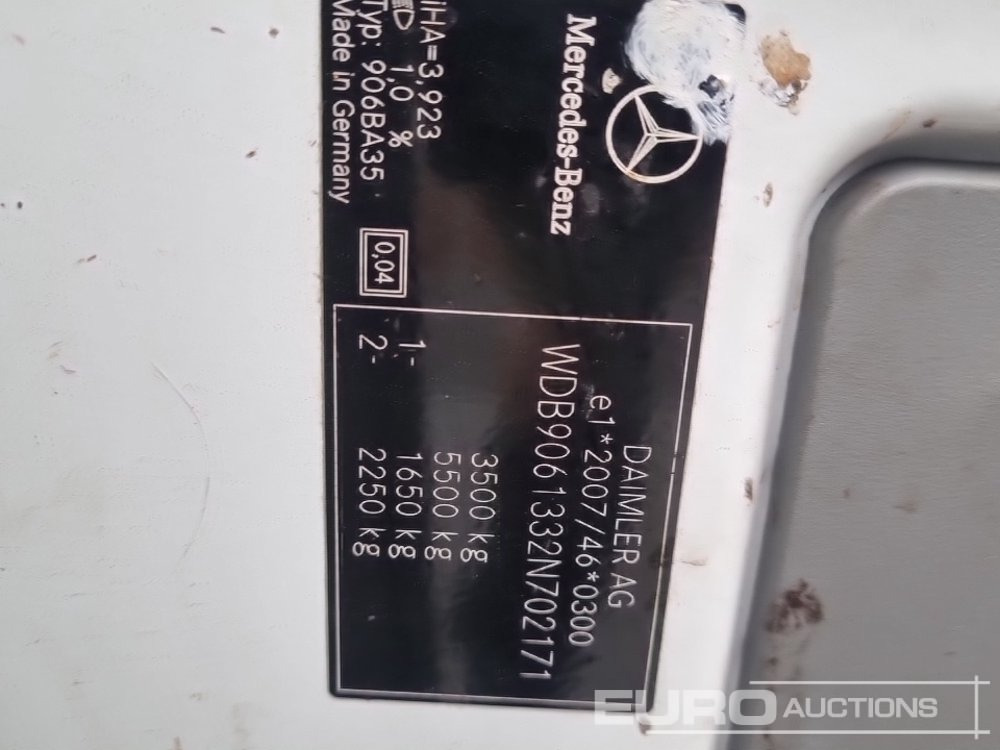 Mercedes-Benz
iHA=3,923
1,0 %
Typ: 906BA35
Made in Germany
0,04
DAIMLER AG
e1*2007/46*0300
WDB9061332N702171
3500 kg
5500 kg
1- 1650 kg
2- 2250 kg
EURO AUCTIONS